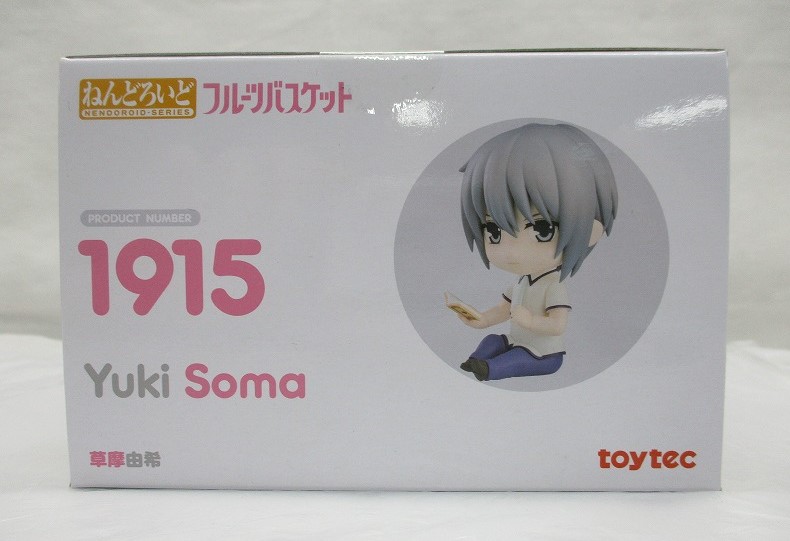 ねんどろいど フルーツバスケット
NENDOROID-SERIES
PRODUCT NUMBER
1915
Yuki Soma
草摩由希
toytec